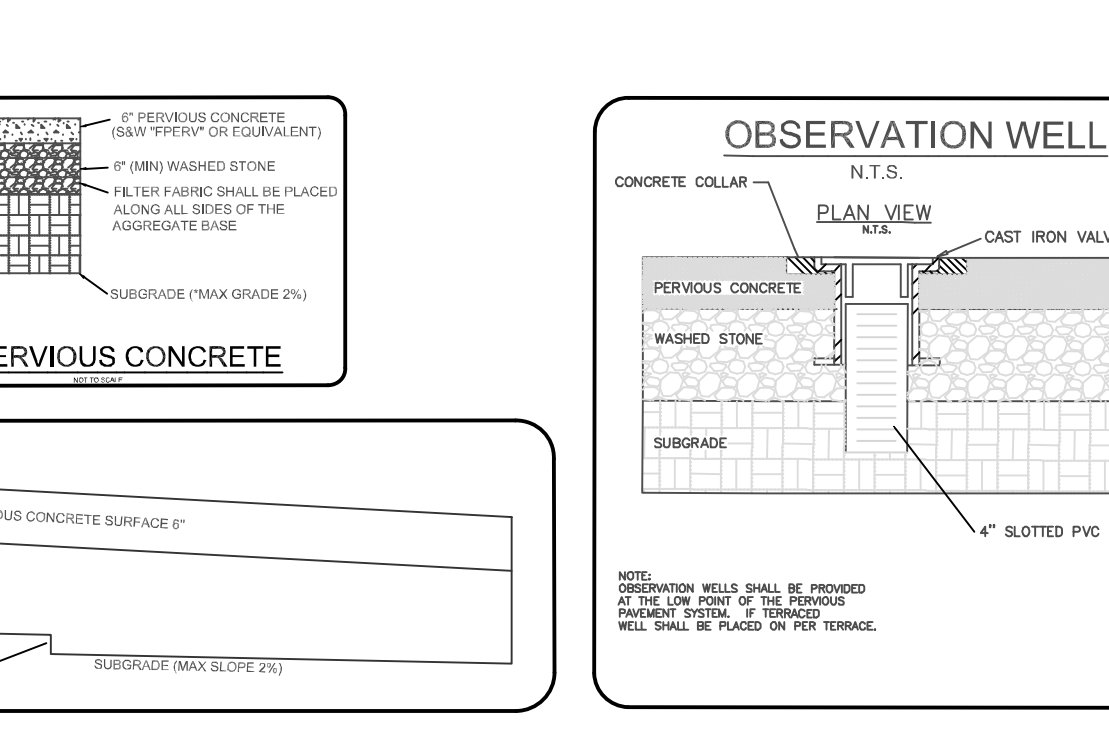 6" PERVIOUS CONCRETE
(S&W "FPERV" OR EQUIVALENT)
6" (MIN) WASHED STONE
FILTER FABRIC SHALL BE PLACED
ALONG ALL SIDES OF THE
AGGREGATE BASE
SUBGRADE (*MAX GRADE 2%)
ERVIOUS CONCRETE
NOT TO SCALE
OUS CONCRETE SURFACE 6"
SUBGRADE (MAX SLOPE 2%)
OBSERVATION WELL
N.T.S.
CONCRETE COLLAR
PLAN VIEW
N.T.S.
CAST IRON VALV
PERVIOUS CONCRETE
WASHED STONE
SUBGRADE
4" SLOTTED PVC
NOTE:
OBSERVATION WELLS SHALL BE PROVIDED
AT THE LOW POINT OF THE PERVIOUS
PAVEMENT SYSTEM. IF TERRACED
WELL SHALL BE PLACED ON PER TERRACE.